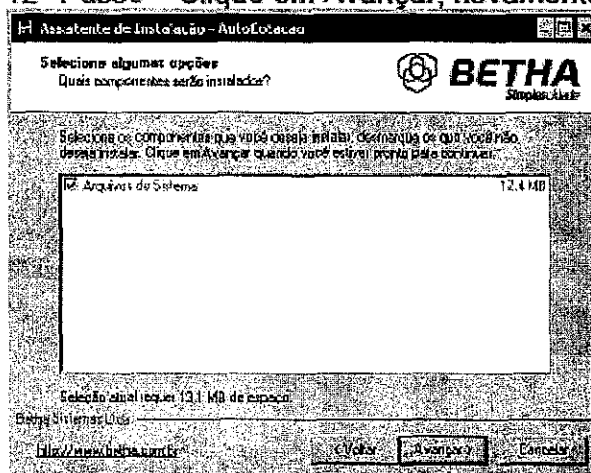 Passo Clique em Avançar, novamente
Assistente de Instalação - AutoCotacao
Selecione algumas opções
Quais componentes serão instalados?
BETHA
Simplesidade
Selecione os componentes que você deseja instalar, desmarque os que você não
deseja instalar. Clique em Avançar quando você estiver pronto para continuar.
Arquivos do Sistema 12,4 MB
Seleção atual requer 13,1 MB de espaço.
Betha Sistemas Ltda
http://www.betha.com.br < Voltar Avançar > Cancelar